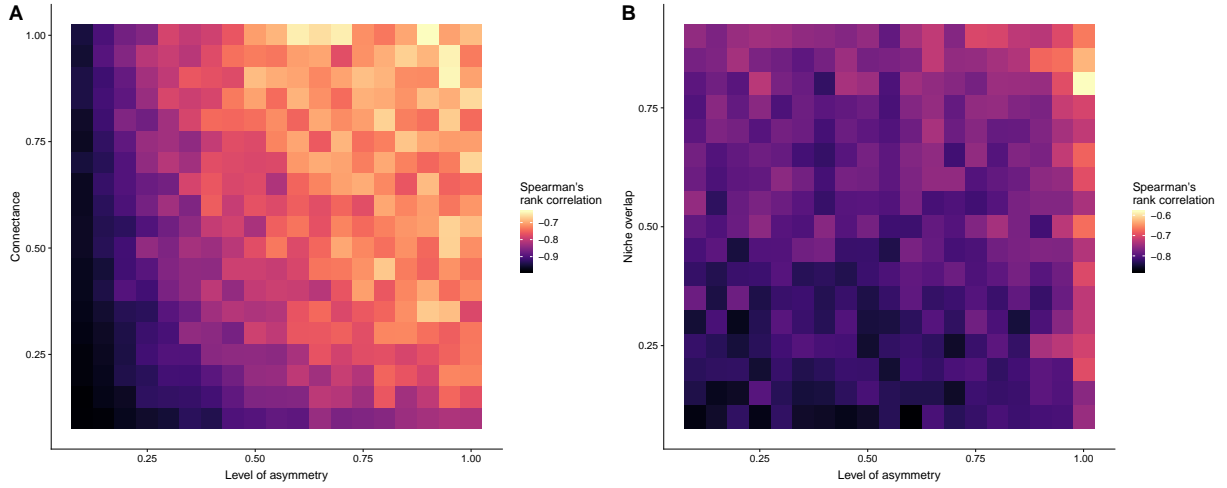 A
1.00
0.75
0.50
0.25
Connectance
0.25
0.50
0.75
1.00
Level of asymmetry
Spearman's
rank correlation
−0.7
−0.8
−0.9
B
0.75
0.50
0.25
Niche overlap
0.25
0.50
0.75
1.00
Level of asymmetry
Spearman's
rank correlation
−0.6
−0.7
−0.8